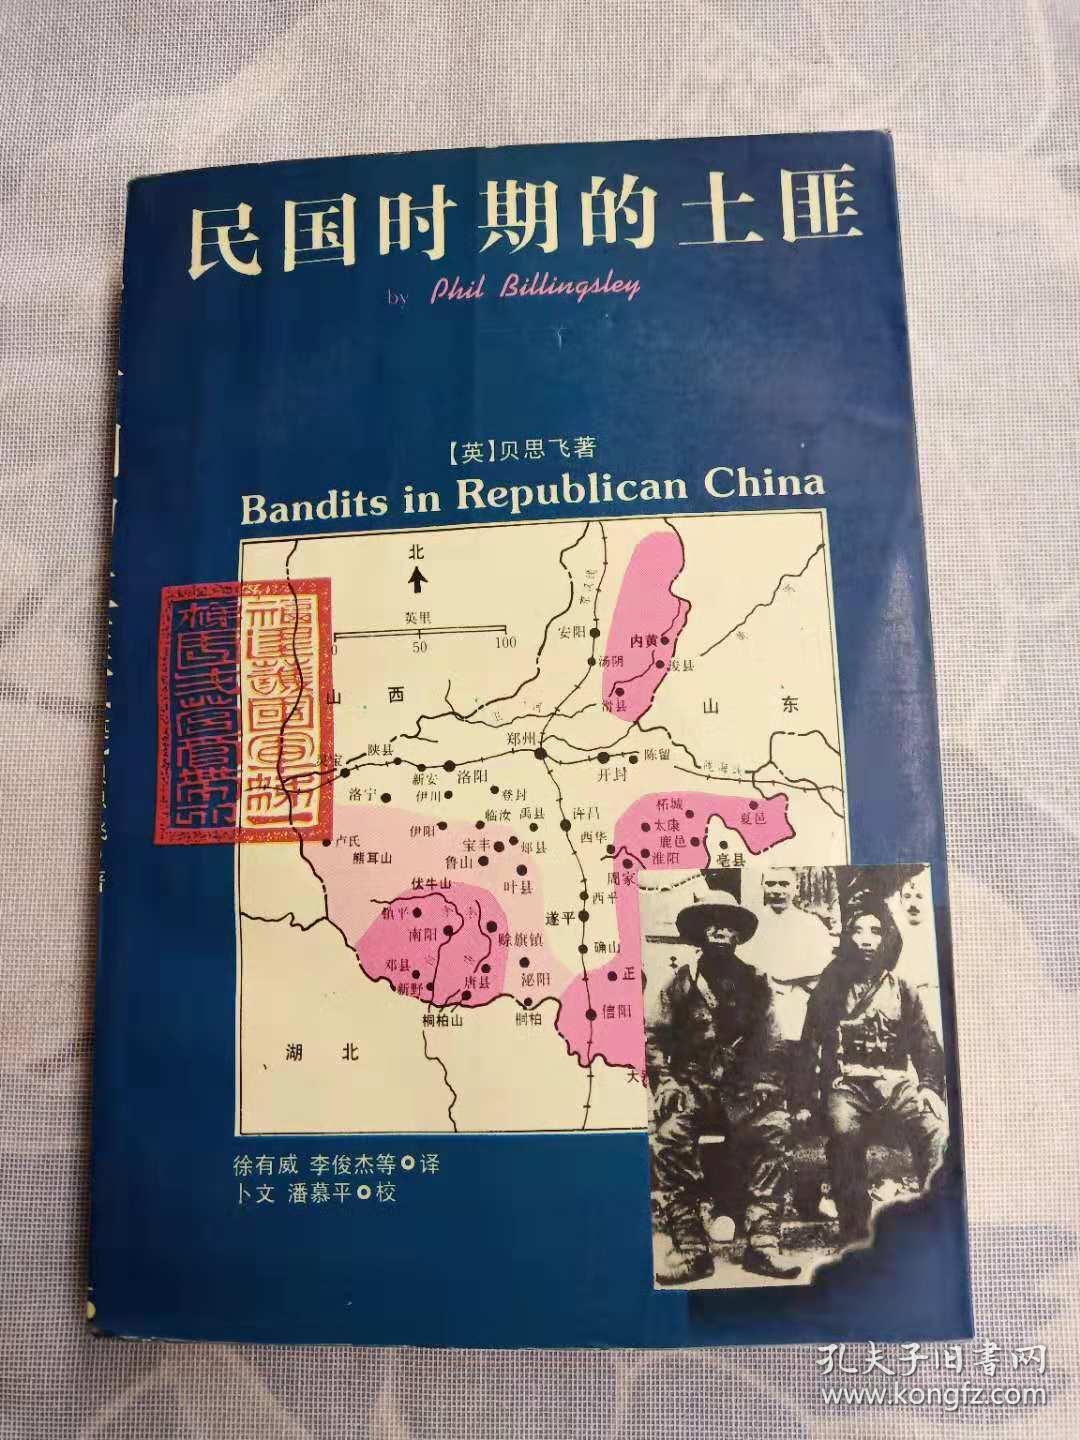 民国时期的土匪
by Phil Billingsley
【英】贝思飞著
Bandits in Republican China
北
英里
50
100
山西
山东
湖北
安阳
汤阴
内黄
浚县
滑县
郑州
开封
陈留
陕县
灵宝
新安
洛阳
洛宁
伊川
登封
临汝
禹县
许昌
伊阳
宝丰
郏县
鲁山
叶县
卢氏
熊耳山
伏牛山
西华
柘城
太康
鹿邑
淮阳
夏邑
亳县
周家
西平
遂平
确山
正
信阳
镇平
南阳
赊旗镇
邓县
新野
唐县
泌阳
桐柏山
桐柏
徐有威 李俊杰等 译
卜文 潘慕平 校
孔夫子旧书网
www.kongfz.com